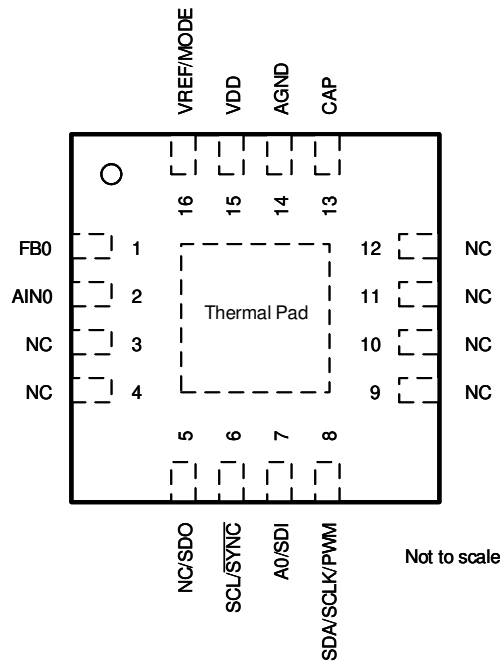 VREF/MODE
VDD
AGND
CAP
16
15
14
13
FB0
1
12
NC
AIN0
2
11
NC
Thermal Pad
NC
3
10
NC
NC
4
9
NC
5
6
7
8
NC/SDO
SCL/SYNC
A0/SDI
SDA/SCLK/PWM
Not to scale